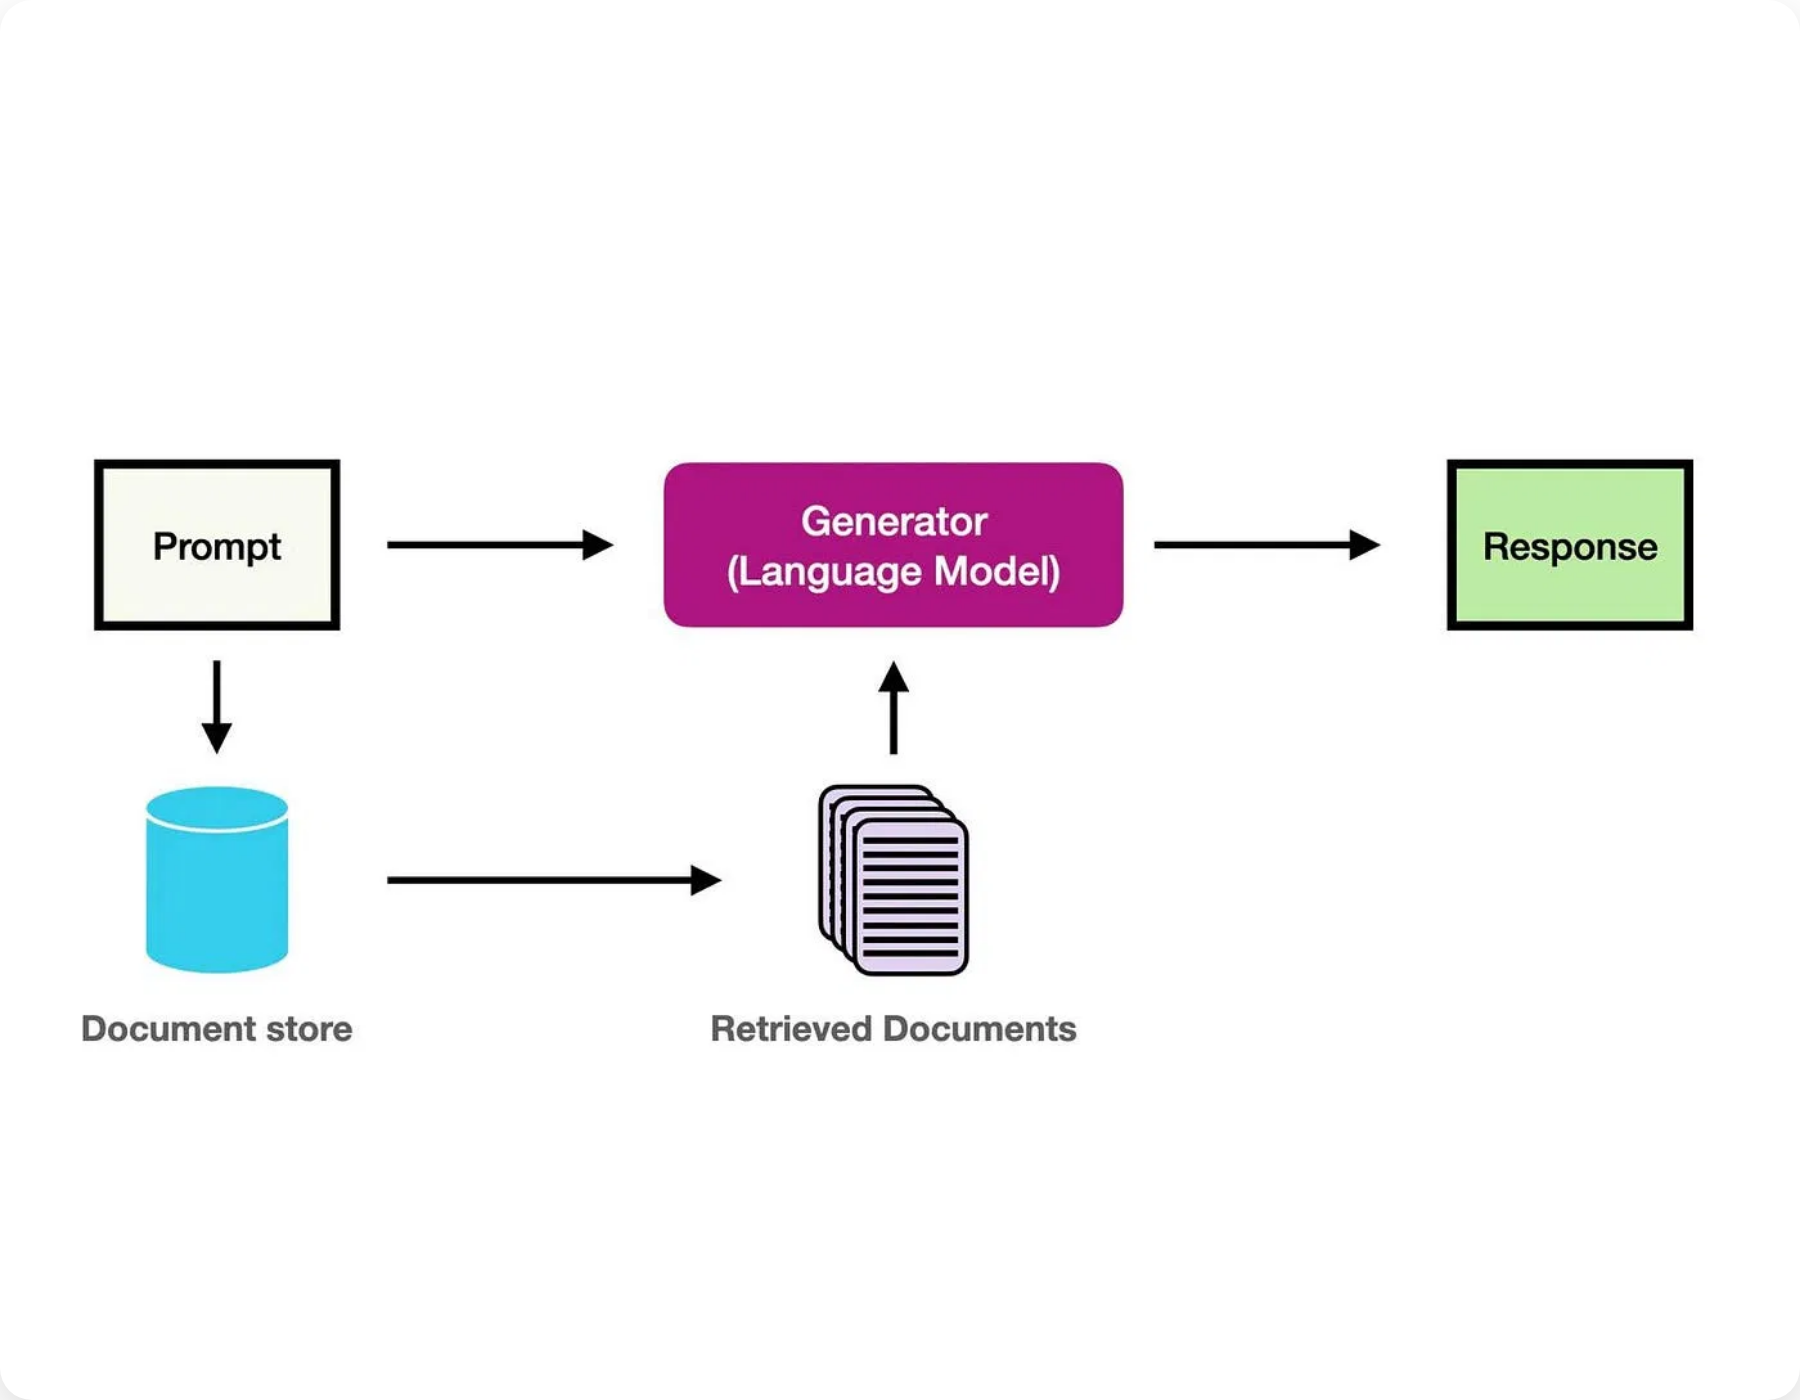 Prompt
Generator
(Language Model)
Response
Document store
Retrieved Documents